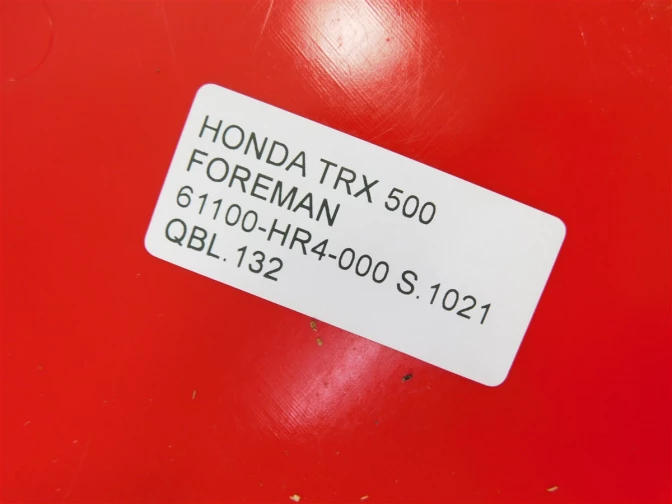 HONDA TRX 500
FOREMAN
61100-HR4-000 S.1021
QBL.132